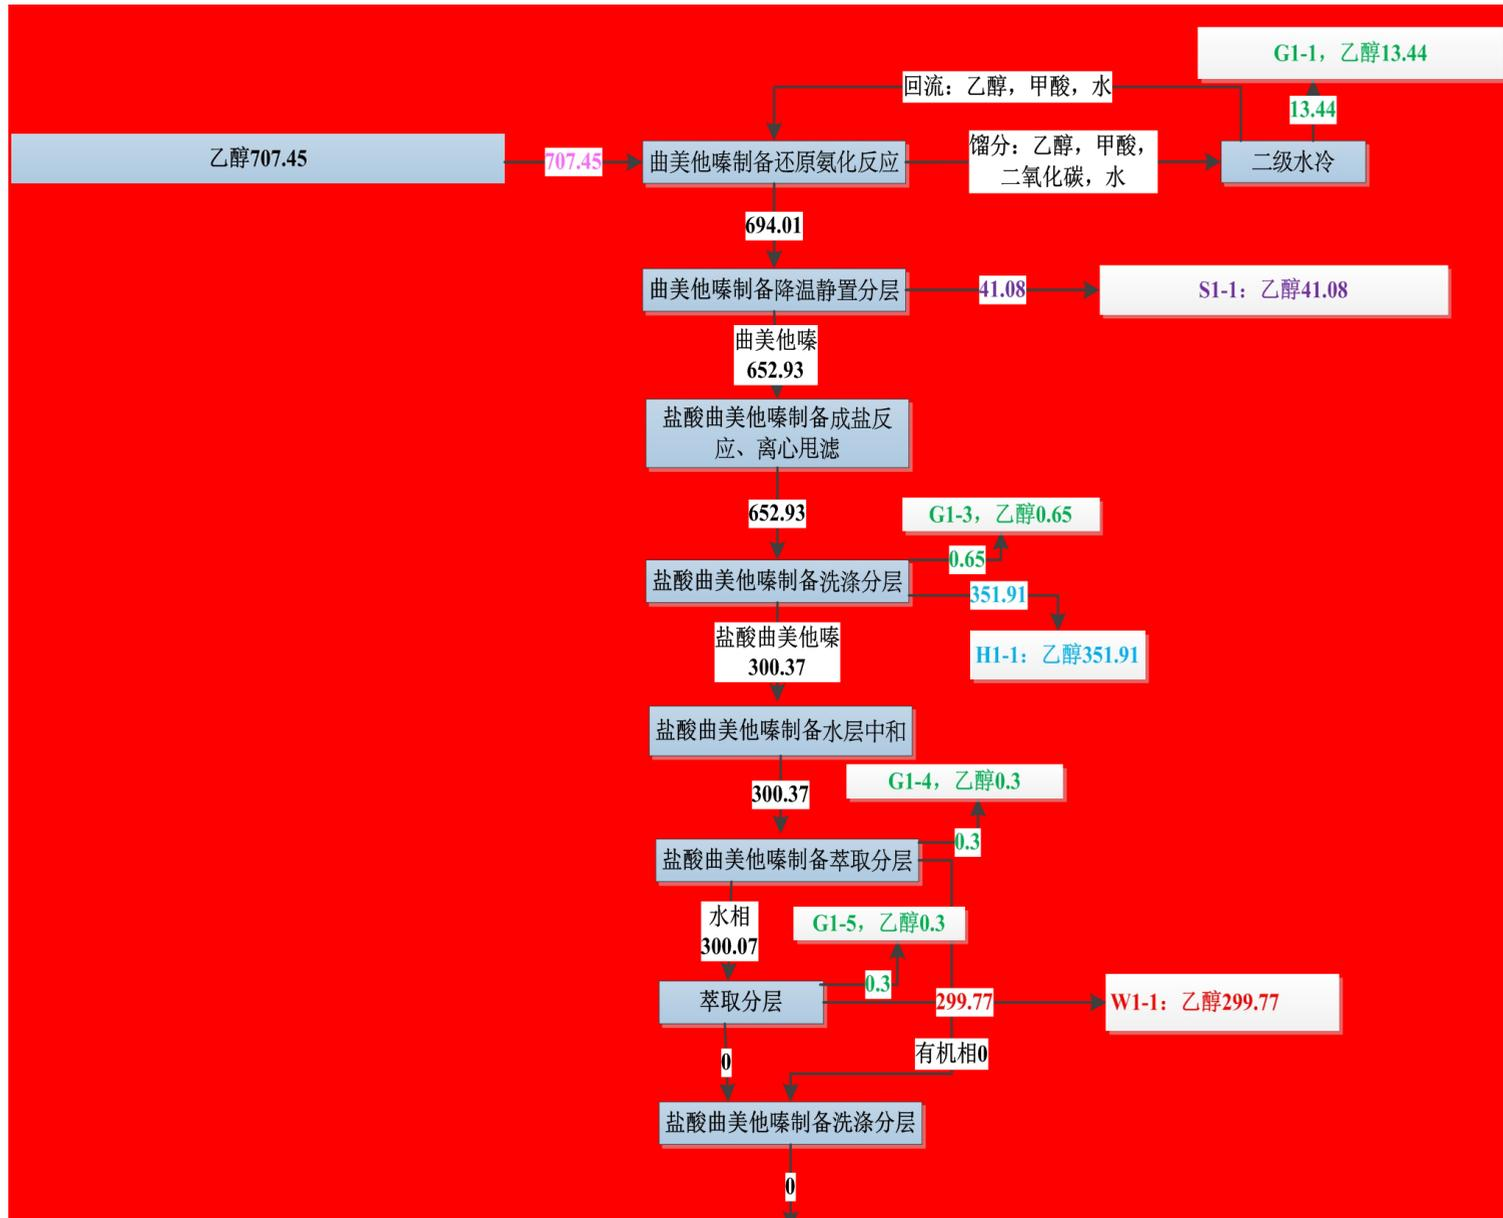 G1-1，乙醇13.44
回流：乙醇，甲酸，水
13.44
乙醇707.45
707.45
曲美他嗪制备还原氨化反应
馏分：乙醇，甲酸，
二氧化碳，水
二级水冷
694.01
曲美他嗪制备降温静置分层
41.08
S1-1：乙醇41.08
曲美他嗪
652.93
盐酸曲美他嗪制备成盐反
应、离心甩滤
652.93
G1-3，乙醇0.65
0.65
盐酸曲美他嗪制备洗涤分层
351.91
盐酸曲美他嗪
300.37
H1-1：乙醇351.91
盐酸曲美他嗪制备水层中和
300.37
G1-4，乙醇0.3
0.3
盐酸曲美他嗪制备萃取分层
水相
300.07
G1-5，乙醇0.3
0.3
萃取分层
299.77
W1-1：乙醇299.77
0
有机相0
盐酸曲美他嗪制备洗涤分层
0